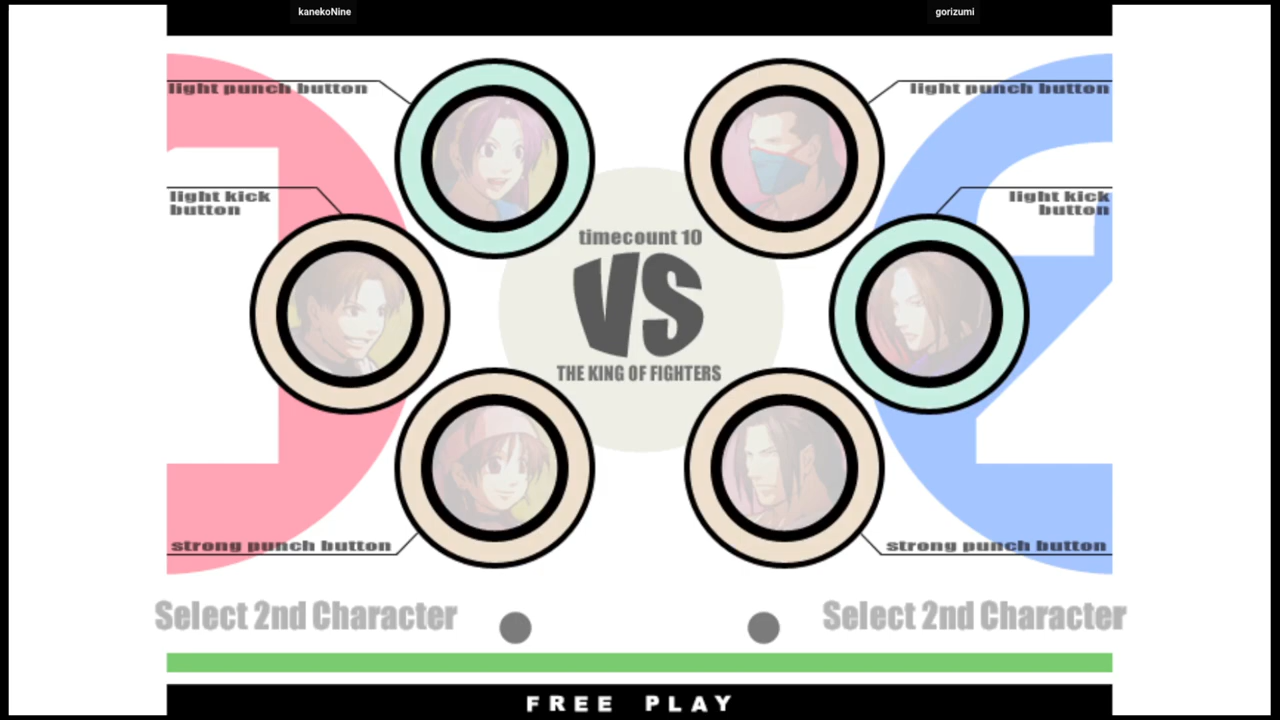 kanekoNine
gorizumi
light punch button
light punch button
light kick
button
light kick
button
timecount 10
VS
THE KING OF FIGHTERS
strong punch button
strong punch button
Select 2nd Character
Select 2nd Character
FREE PLAY